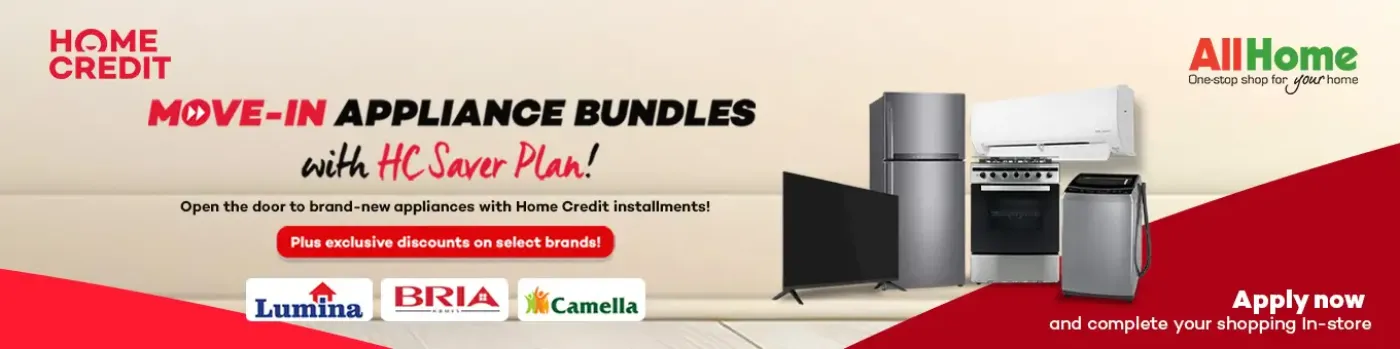 HOME
CREDIT
AllHome
One-stop shop for your home
MOVE-IN APPLIANCE BUNDLES
with HC Saver Plan!
Open the door to brand-new appliances with Home Credit installments!
Plus exclusive discounts on select brands!
Lumina
BRIA
HOMES
Camella
Apply now
and complete your shopping In-store